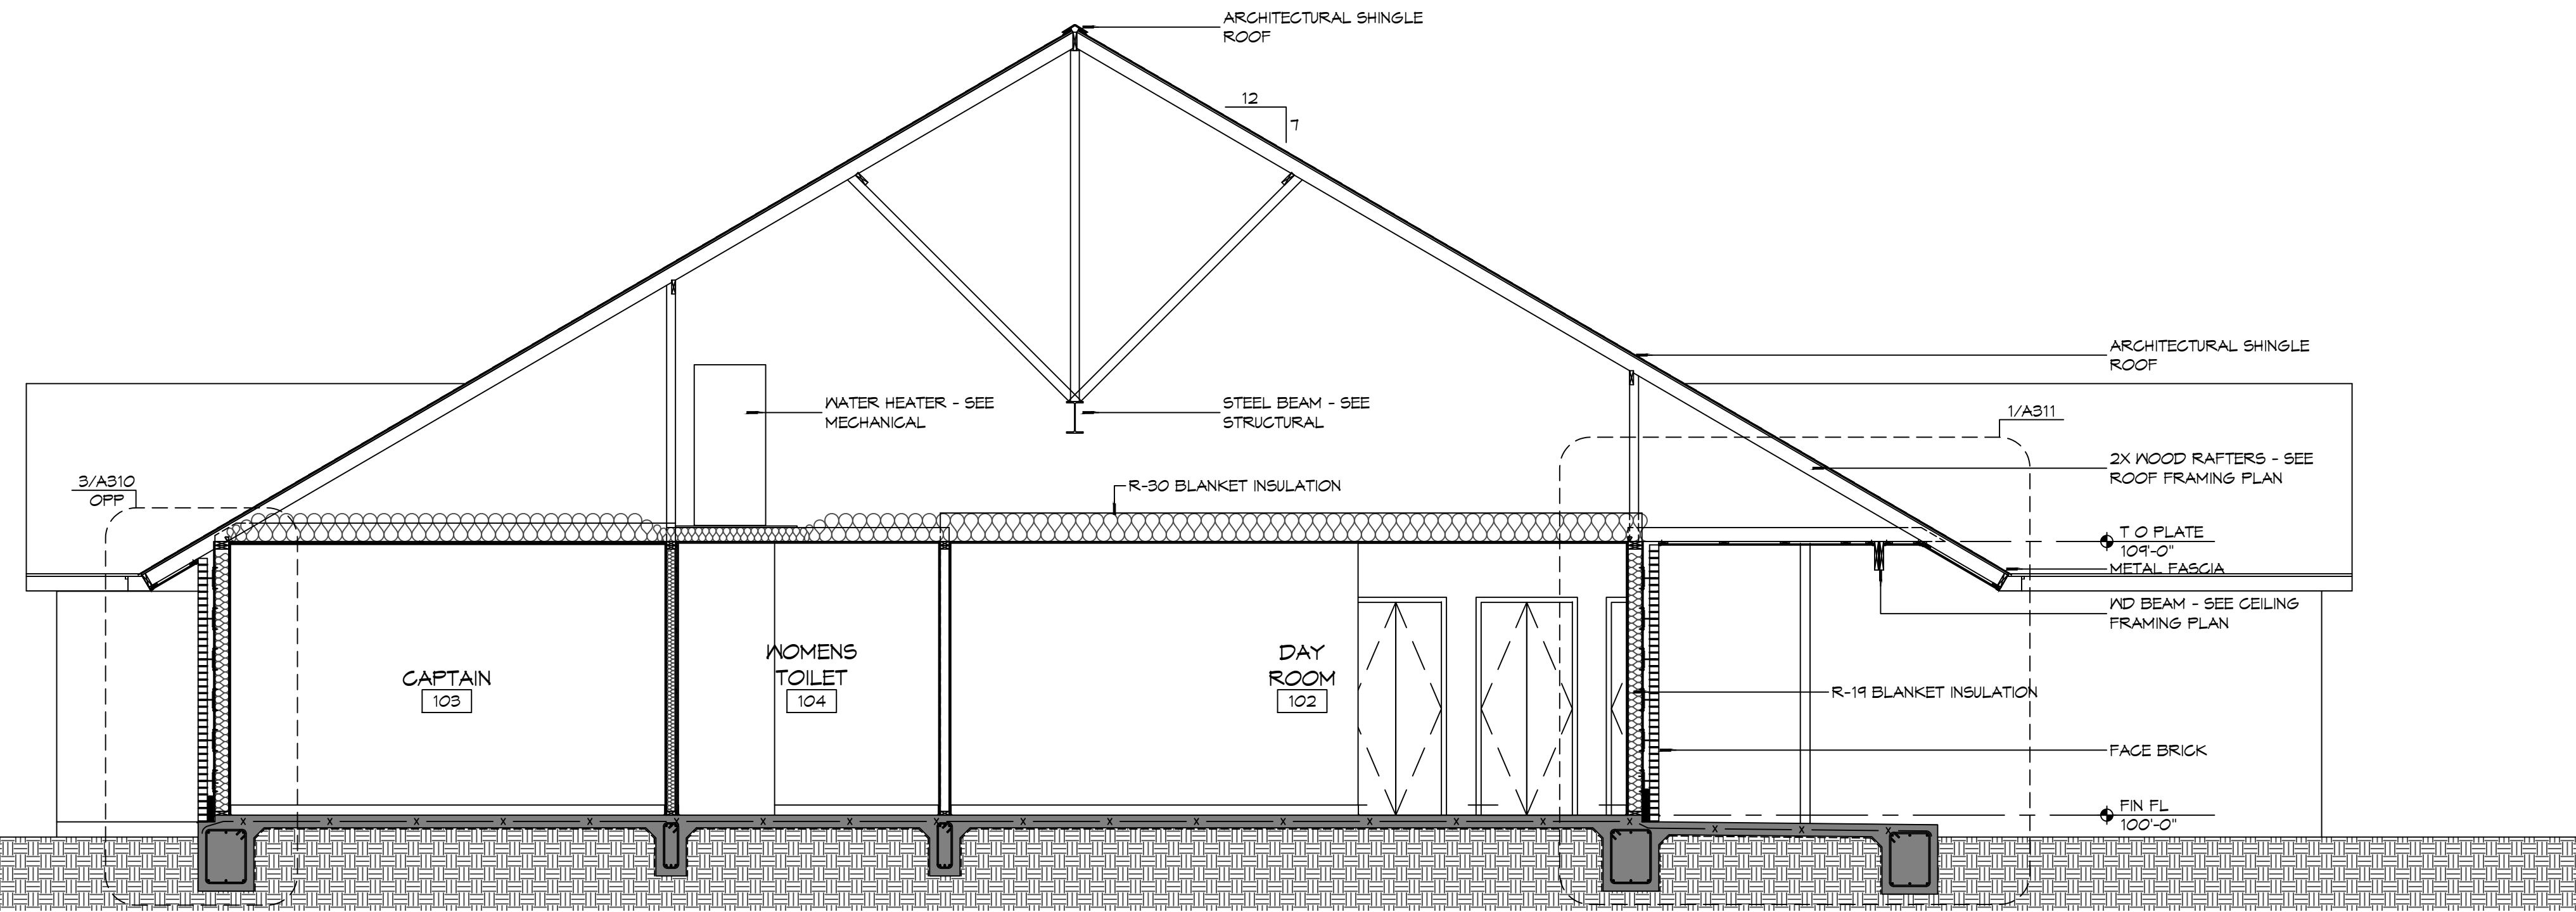 ARCHITECTURAL SHINGLE
ROOF
12
7
ARCHITECTURAL SHINGLE
ROOF
WATER HEATER - SEE
MECHANICAL
STEEL BEAM - SEE
STRUCTURAL
1/A311
2X WOOD RAFTERS - SEE
ROOF FRAMING PLAN
3/A310
OPP
R-30 BLANKET INSULATION
T O PLATE
109'-0"
METAL FASCIA
WD BEAM - SEE CEILING
FRAMING PLAN
CAPTAIN
103
WOMENS
TOILET
104
DAY
ROOM
102
R-19 BLANKET INSULATION
FACE BRICK
FIN FL
100'-0"